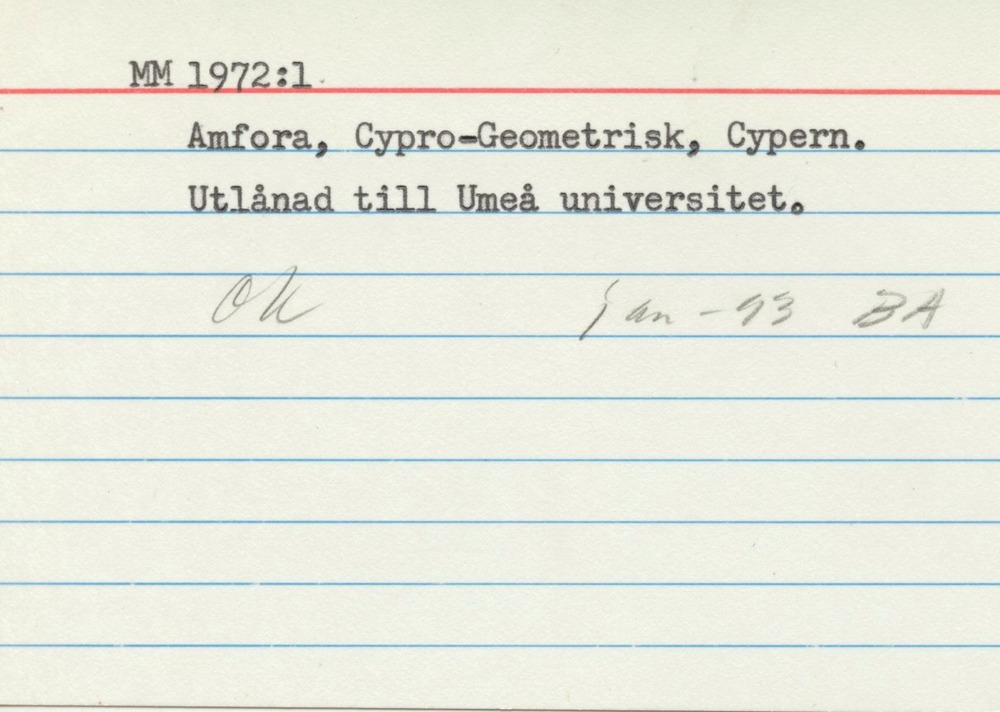 MM 1972:1.
Amfora, Cypro-Geometrisk, Cypern.
Utlånad till Umeå universitet.
OK jan -93 BA